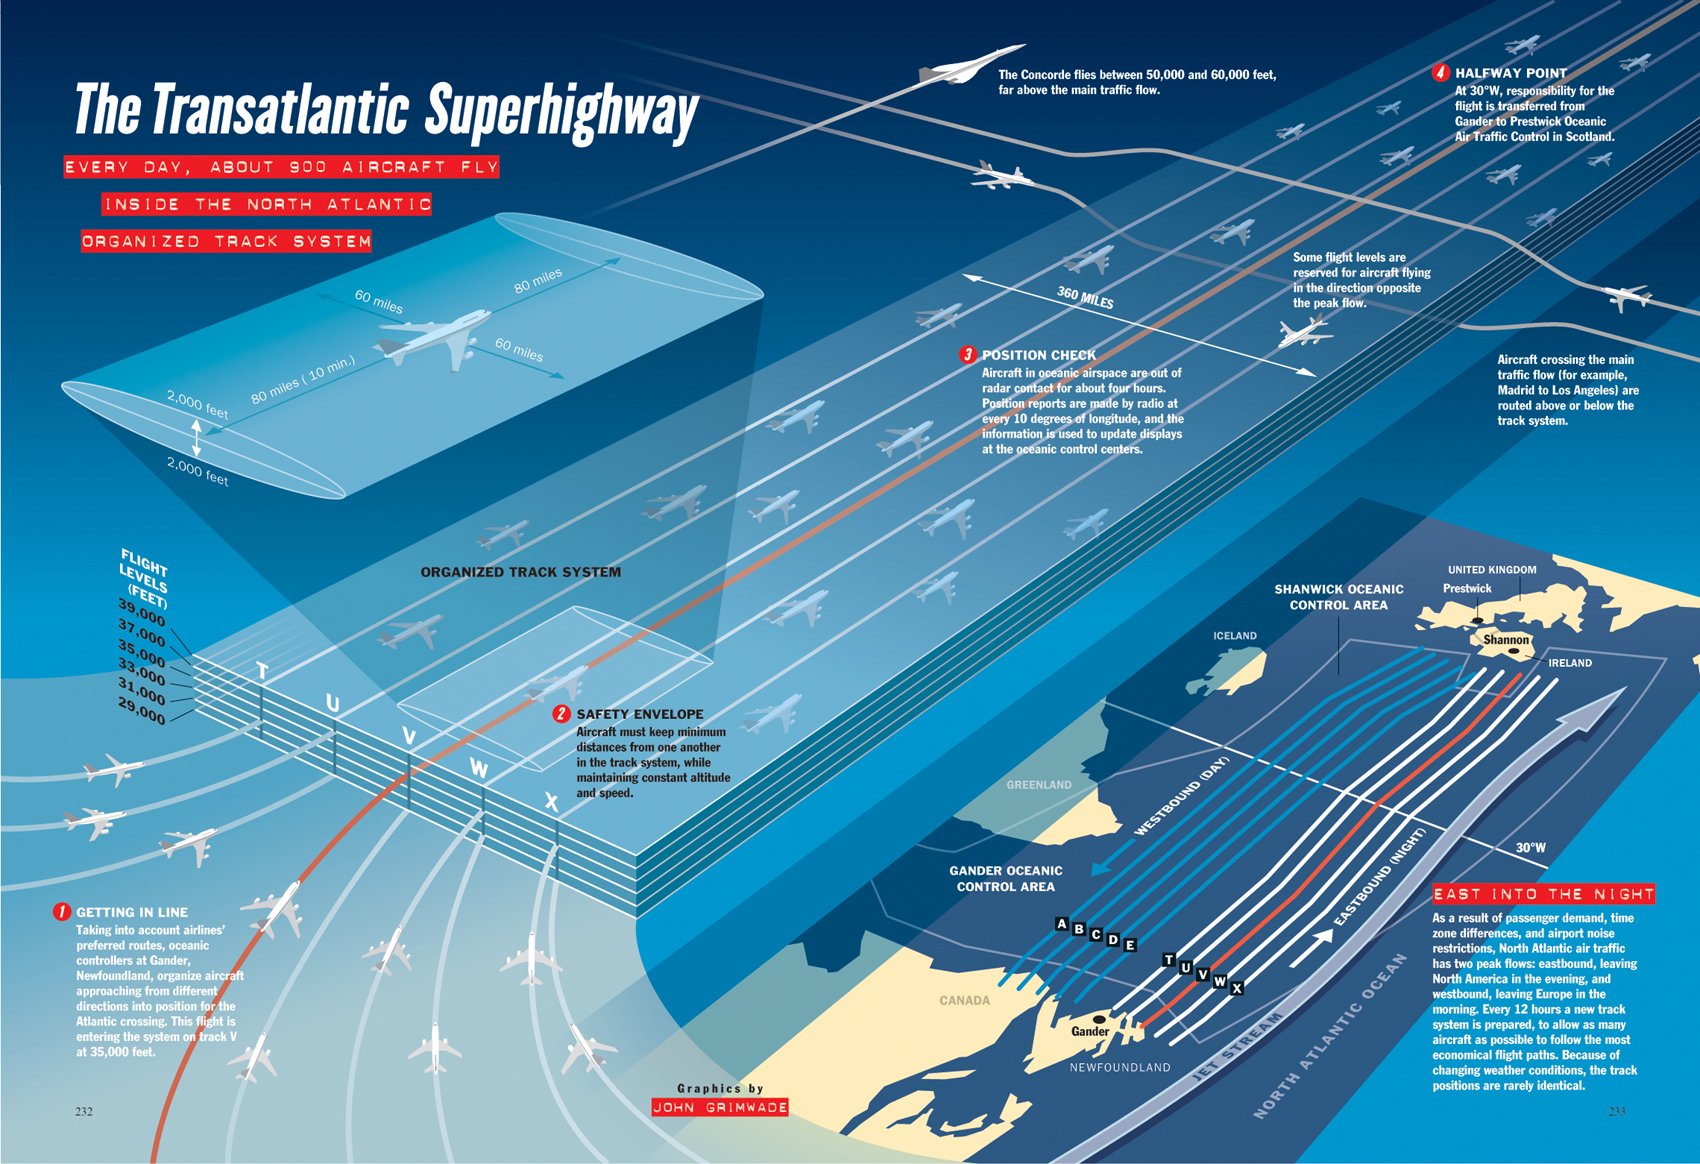 The Transatlantic Superhighway
EVERY DAY, ABOUT 900 AIRCRAFT FLY
INSIDE THE NORTH ATLANTIC
ORGANIZED TRACK SYSTEM
The Concorde flies between 50,000 and 60,000 feet,
far above the main traffic flow.
4 HALFWAY POINT
At 30°W, responsibility for the
flight is transferred from
Gander to Prestwick Oceanic
Air Traffic Control in Scotland.
60 miles
80 miles
60 miles
80 miles ( 10 min.)
2,000 feet
2,000 feet
Some flight levels are
reserved for aircraft flying
in the direction opposite
the peak flow.
360 MILES
3 POSITION CHECK
Aircraft in oceanic airspace are out of
radar contact for about four hours.
Position reports are made by radio at
every 10 degrees of longitude, and the
information is used to update displays
at the oceanic control centers.
Aircraft crossing the main
traffic flow (for example,
Madrid to Los Angeles) are
routed above or below the
track system.
FLIGHT
LEVELS
(FEET)
39,000
37,000
35,000
33,000
31,000
29,000
ORGANIZED TRACK SYSTEM
T
U
V
W
X
2 SAFETY ENVELOPE
Aircraft must keep minimum
distances from one another
in the track system, while
maintaining constant altitude
and speed.
1 GETTING IN LINE
Taking into account airlines'
preferred routes, oceanic
controllers at Gander,
Newfoundland, organize aircraft
approaching from different
directions into position for the
Atlantic crossing. This flight is
entering the system on track V
at 35,000 feet.
SHANWICK OCEANIC
CONTROL AREA
UNITED KINGDOM
Prestwick
Shannon
IRELAND
ICELAND
GREENLAND
WESTBOUND (DAY)
EASTBOUND (NIGHT)
30°W
GANDER OCEANIC
CONTROL AREA
A
B
C
D
E
T
U
V
W
X
CANADA
Gander
NEWFOUNDLAND
JET STREAM
NORTH ATLANTIC OCEAN
EAST INTO THE NIGHT
As a result of passenger demand, time
zone differences, and airport noise
restrictions, North Atlantic air traffic
has two peak flows: eastbound, leaving
North America in the evening, and
westbound, leaving Europe in the
morning. Every 12 hours a new track
system is prepared, to allow as many
aircraft as possible to follow the most
economical flight paths. Because of
changing weather conditions, the track
positions are rarely identical.
Graphics by
JOHN GRIMWADE
232
233